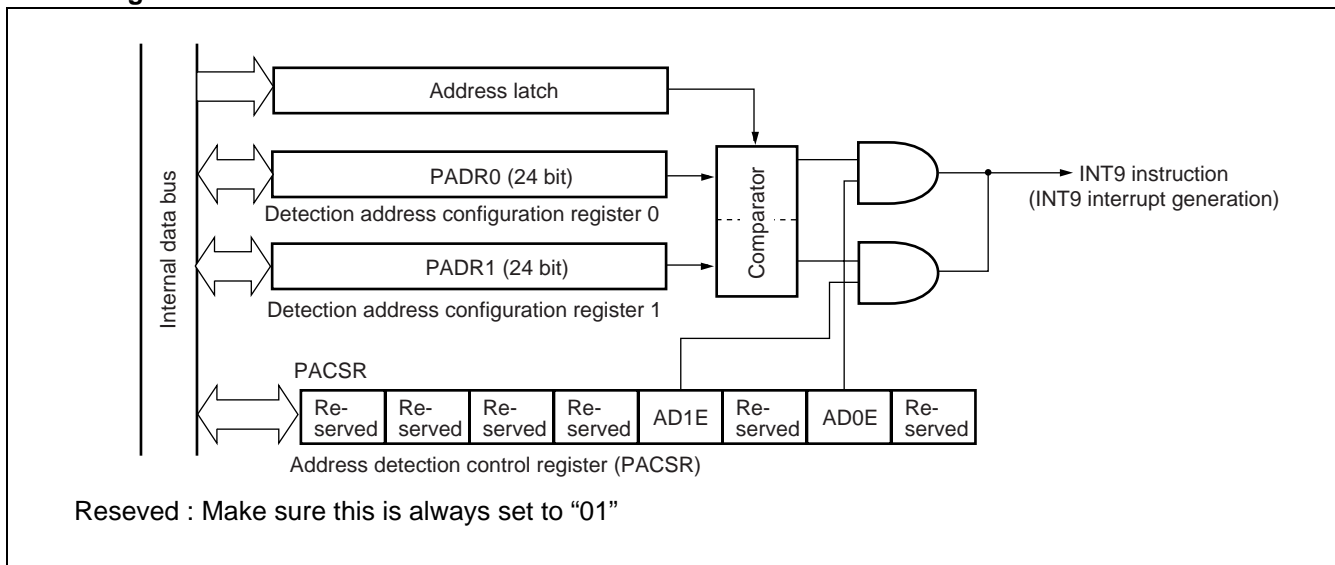 Internal data bus
Address latch
PADR0 (24 bit)
Detection address configuration register 0
PADR1 (24 bit)
Detection address configuration register 1
Comparator
INT9 instruction
(INT9 interrupt generation)
PACSR
Re-
served
Re-
served
Re-
served
Re-
served
AD1E
Re-
served
AD0E
Re-
served
Address detection control register (PACSR)
Reseved : Make sure this is always set to “01”